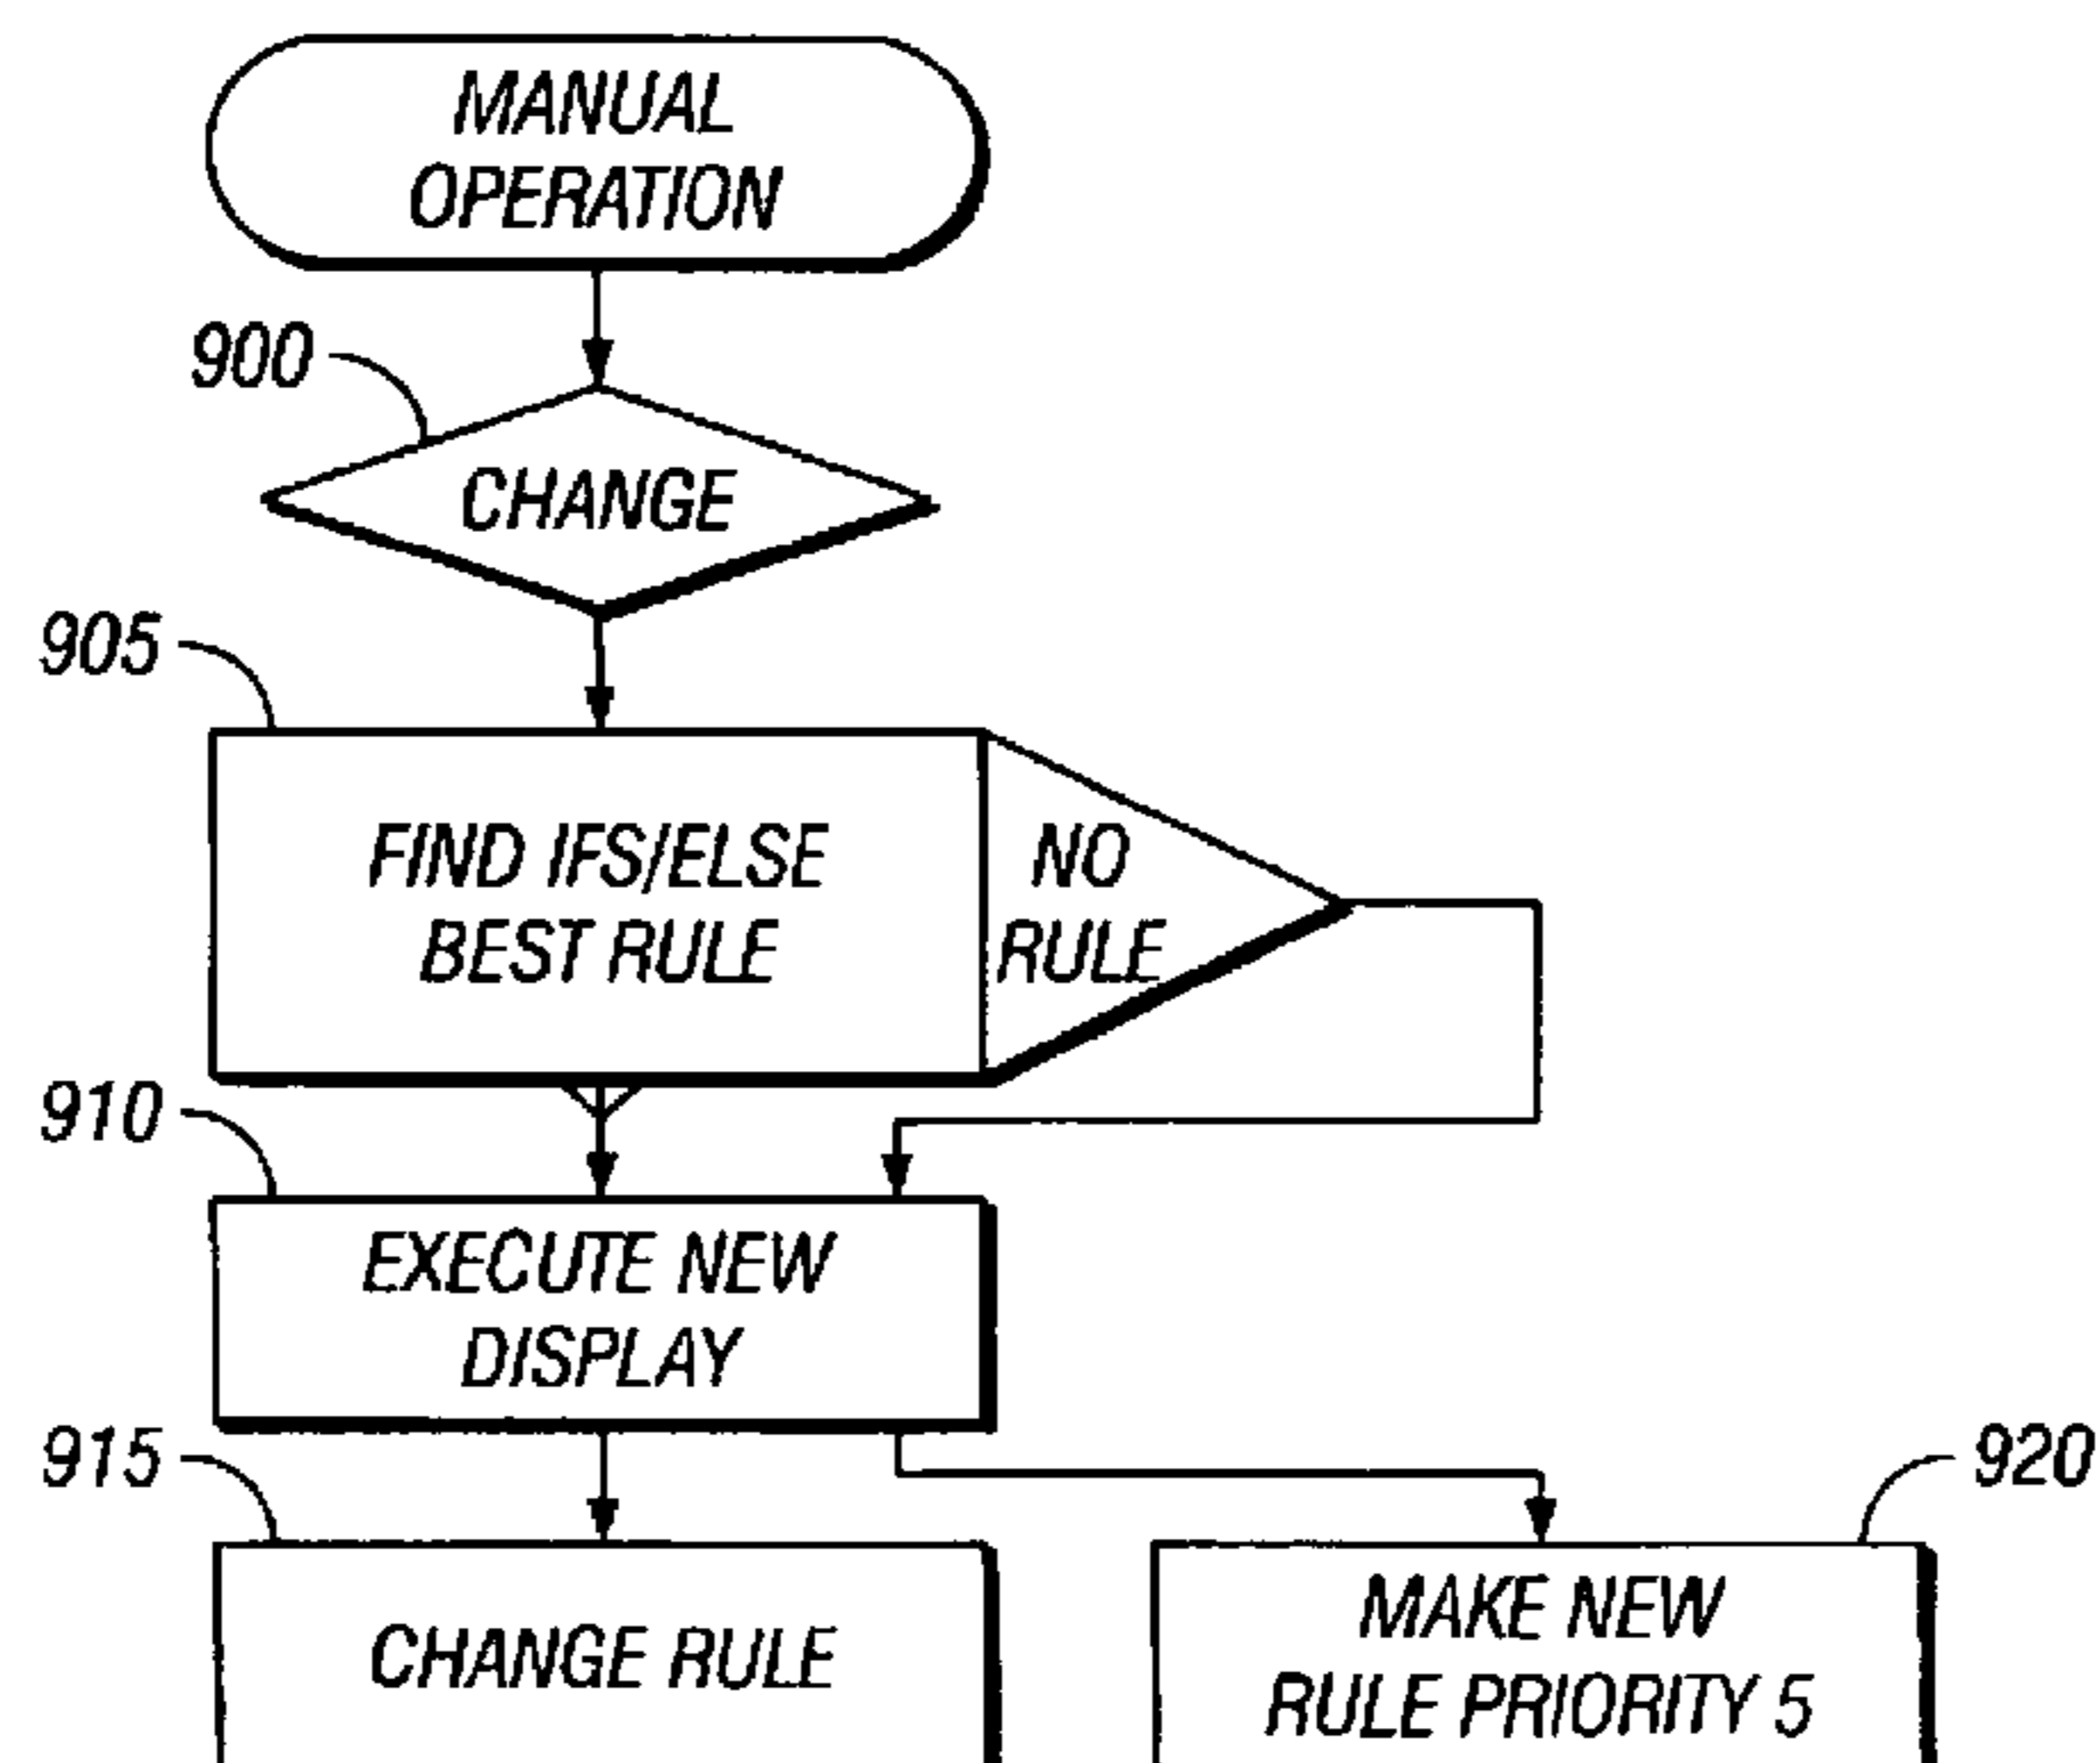 MANUAL
OPERATION
900
CHANGE
905
FIND IFS/ELSE
BEST RULE
NO
RULE
910
EXECUTE NEW
DISPLAY
915
920
CHANGE RULE
MAKE NEW
RULE PRIORITY 5